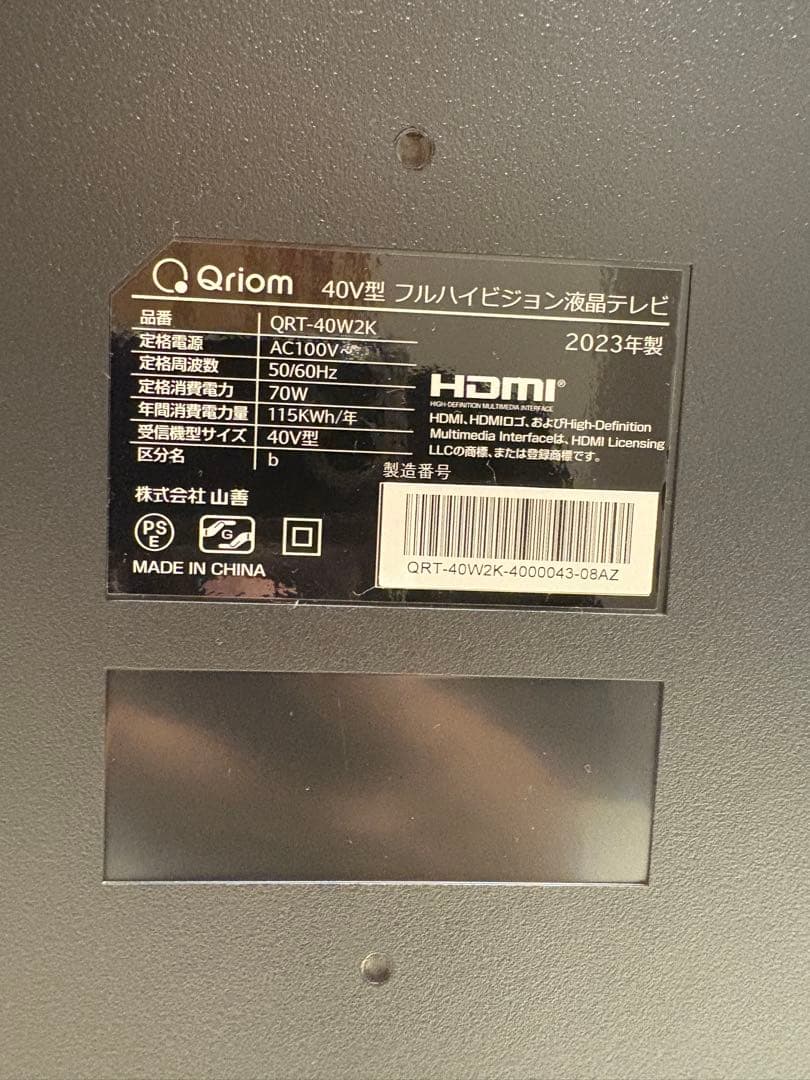 Qriom 40V型 フルハイビジョン液晶テレビ
品番 QRT-40W2K
定格電源 AC100V~
定格周波数 50/60Hz
定格消費電力 70W
年間消費電力量 115KWh/年
受信機型サイズ 40V型
区分名 b
2023年製
HDMI®
HIGH-DEFINITION MULTIMEDIA INTERFACE
HDMI、HDMIロゴ、およびHigh-Definition
Multimedia Interfaceは、HDMI Licensing
LLCの商標、または登録商標です。
製造番号
QRT-40W2K-4000043-08AZ
株式会社 山善
PS
E
G
MADE IN CHINA